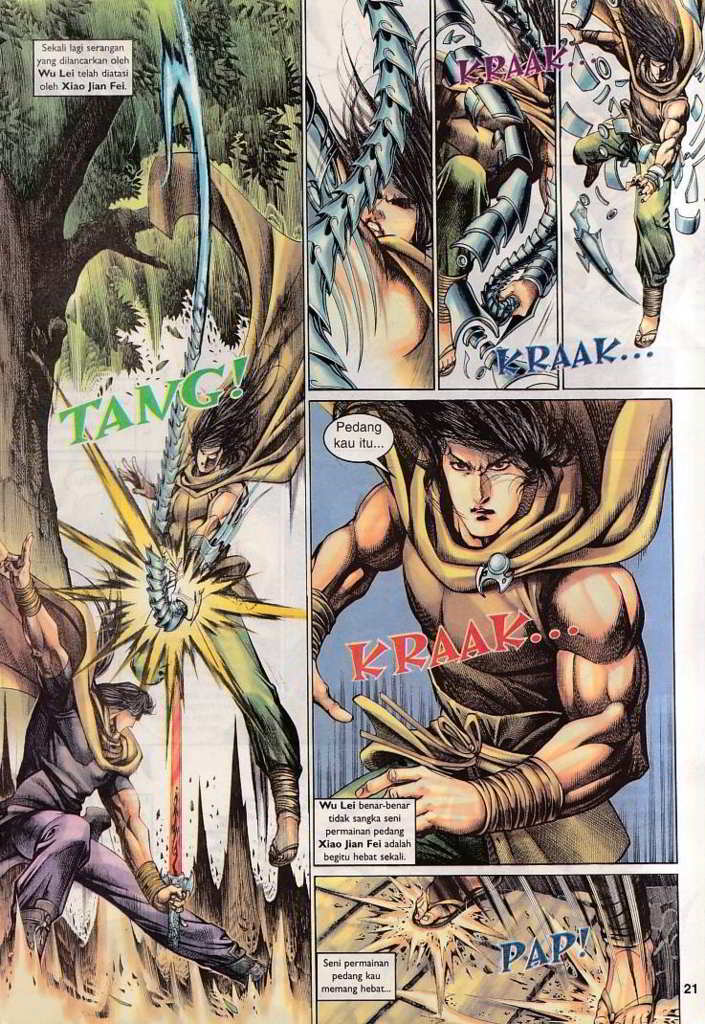 Sekali lagi serangan
yang dilancarkan oleh
Wu Lei telah diatasi
oleh Xiao Jian Fei.
TANG!
KRAAK...
KRAAK...
Pedang
kau itu...
KRAAK...
Wu Lei benar-benar
tidak sangka seni
permainan pedang
Xiao Jian Fei adalah
begitu hebat sekali.
PAP!
Seni permainan
pedang kau
memang hebat...
21